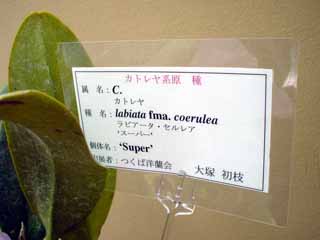 カトレヤ系原 種
属 名：C.
カトレヤ
種 名：labiata fma. coerulea
ラビアータ・セルレア
'スーパー'
個体名：'Super'
展者：つくば洋蘭会
大塚 初枝